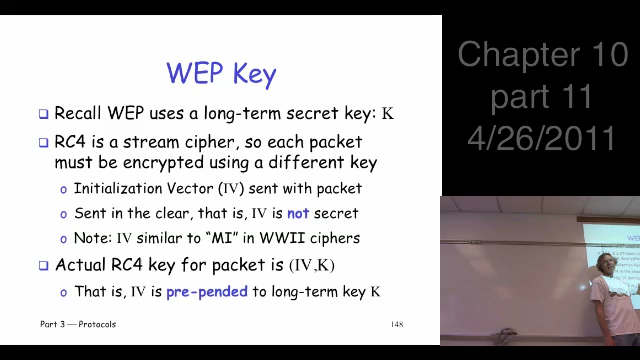 WEP Key
Recall WEP uses a long-term secret key: K
RC4 is a stream cipher, so each packet
must be encrypted using a different key
Initialization Vector (IV) sent with packet
Sent in the clear, that is, IV is not secret
Note: IV similar to “MI” in WWII ciphers
Actual RC4 key for packet is (IV,K)
That is, IV is pre-pended to long-term key K
Part 3 — Protocols
148
Chapter 10
part 11
4/26/2011